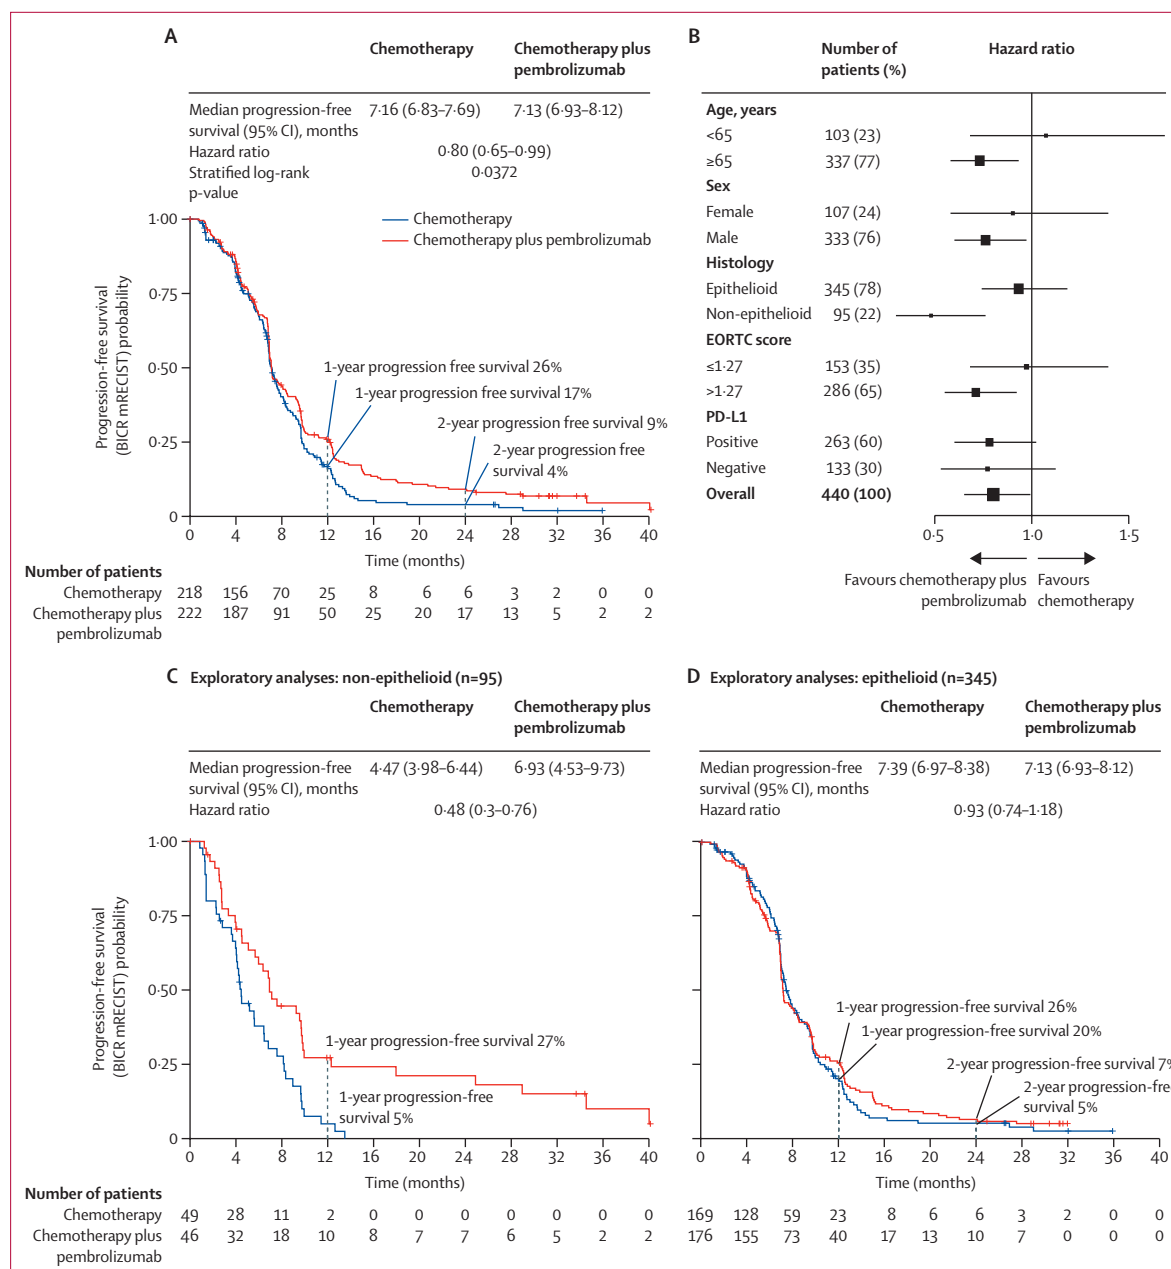 A
Chemotherapy
Chemotherapy plus
pembrolizumab
Median progression-free
survival (95% CI), months
7·16 (6·83–7·69)
7·13 (6·93–8·12)
Hazard ratio
0·80 (0·65–0·99)
Stratified log-rank
p-value
0·0372
Chemotherapy
Chemotherapy plus pembrolizumab
Progression-free survival
(BICR mRECIST) probability
1·00
0·75
0·50
0·25
0
1-year progression free survival 26%
1-year progression free survival 17%
2-year progression free survival 9%
2-year progression free
survival 4%
0 4 8 12 16 20 24 28 32 36 40
Time (months)
Number of patients
Chemotherapy 218 156 70 25 8 6 6 3 2 0 0
Chemotherapy plus 222 187 91 50 25 20 17 13 5 2 2
pembrolizumab
B
Number of
patients (%)
Hazard ratio
Age, years
<65 103 (23)
≥65 337 (77)
Sex
Female 107 (24)
Male 333 (76)
Histology
Epithelioid 345 (78)
Non-epithelioid 95 (22)
EORTC score
≤1·27 153 (35)
>1·27 286 (65)
PD-L1
Positive 263 (60)
Negative 133 (30)
Overall 440 (100)
0·5 1·0 1·5
Favours chemotherapy plus
pembrolizumab
Favours
chemotherapy
C Exploratory analyses: non-epithelioid (n=95)
Chemotherapy
Chemotherapy plus
pembrolizumab
Median progression-free
survival (95% CI), months
4·47 (3·98–6·44)
6·93 (4·53–9·73)
Hazard ratio
0·48 (0·3–0·76)
Progression-free survival
(BICR mRECIST) probability
1·00
0·75
0·50
0·25
0
1-year progression-free survival 27%
1-year progression-free
survival 5%
0 4 8 12 16 20 24 28 32 36 40
Time (months)
Number of patients
Chemotherapy 49 28 11 2 0 0 0 0 0 0 0
Chemotherapy plus 46 32 18 10 8 7 7 6 5 2 2
pembrolizumab
D Exploratory analyses: epithelioid (n=345)
Chemotherapy
Chemotherapy plus
pembrolizumab
Median progression-free
survival (95% CI), months
7·39 (6·97–8·38)
7·13 (6·93–8·12)
Hazard ratio
0·93 (0·74–1·18)
1-year progression-free survival 26%
1-year progression-free survival 20%
2-year progression-free survival 7%
2-year progression-free
survival 5%
0 4 8 12 16 20 24 28 32 36 40
Time (months)
169 128 59 23 8 6 6 3 2 0 0
176 155 73 40 17 13 10 7 0 0 0